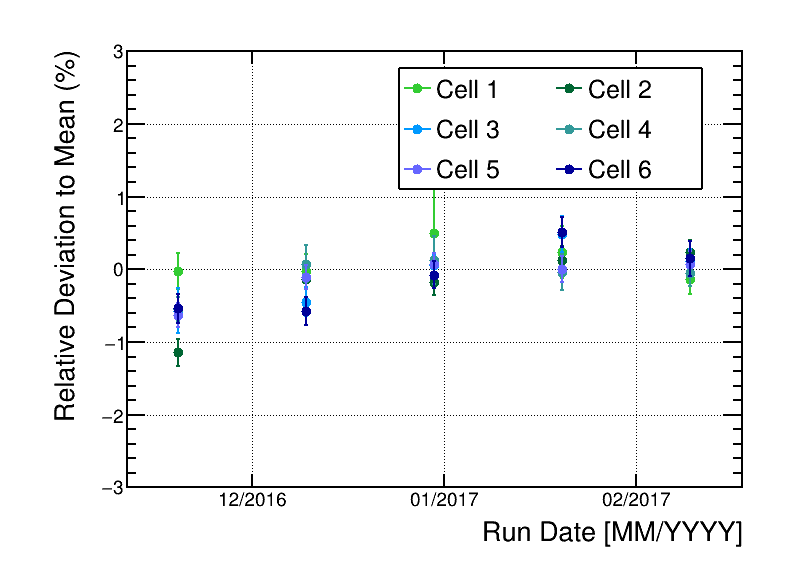 Relative Deviation to Mean (%)
3
2
1
0
−1
−2
−3
Cell 1
Cell 2
Cell 3
Cell 4
Cell 5
Cell 6
12/2016
01/2017
02/2017
Run Date [MM/YYYY]